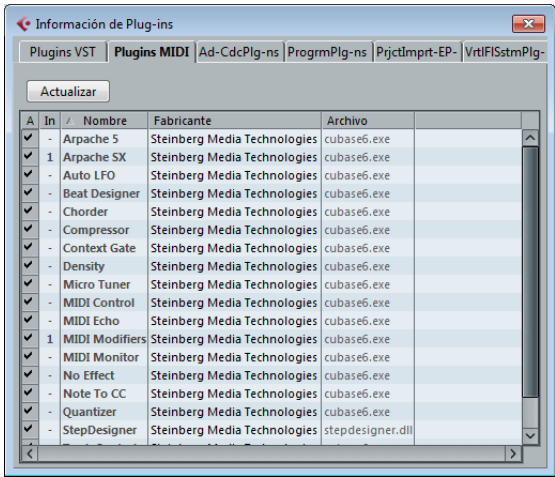 Información de Plug-ins
Plugins VST Plugins MIDI Ad-CdcPlg-ns ProgrmPlg-ns PrjctImprt-EP- VrtlFlSstmPlg-
Actualizar
A In Nombre Fabricante Archivo
- Arpache 5 Steinberg Media Technologies cubase6.exe
1 Arpache SX Steinberg Media Technologies cubase6.exe
- Auto LFO Steinberg Media Technologies cubase6.exe
- Beat Designer Steinberg Media Technologies cubase6.exe
- Chorder Steinberg Media Technologies cubase6.exe
- Compressor Steinberg Media Technologies cubase6.exe
- Context Gate Steinberg Media Technologies cubase6.exe
- Density Steinberg Media Technologies cubase6.exe
- Micro Tuner Steinberg Media Technologies cubase6.exe
- MIDI Control Steinberg Media Technologies cubase6.exe
- MIDI Echo Steinberg Media Technologies cubase6.exe
1 MIDI Modifiers Steinberg Media Technologies cubase6.exe
- MIDI Monitor Steinberg Media Technologies cubase6.exe
- No Effect Steinberg Media Technologies cubase6.exe
- Note To CC Steinberg Media Technologies cubase6.exe
- Quantizer Steinberg Media Technologies cubase6.exe
- StepDesigner Steinberg Media Technologies stepdesigner.dll